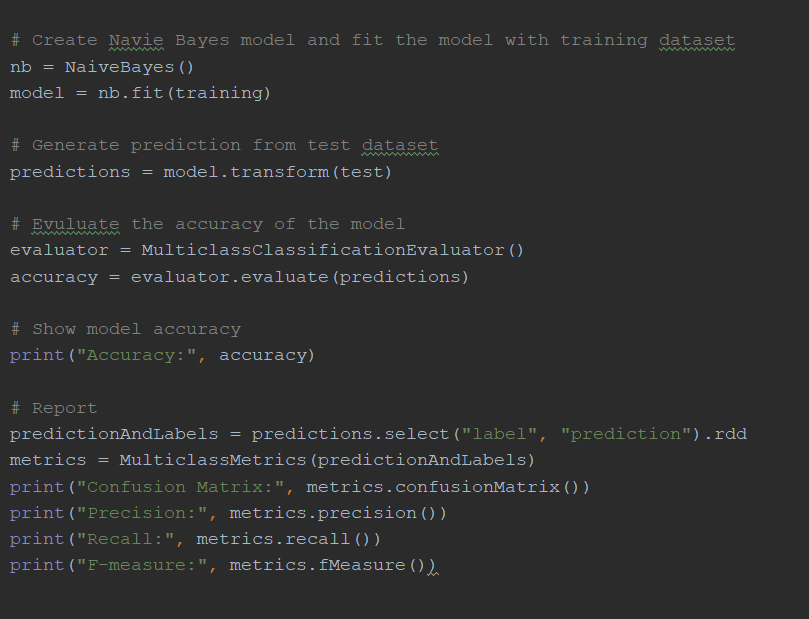 # Create Navie Bayes model and fit the model with training dataset
nb = NaiveBayes()
model = nb.fit(training)
# Generate prediction from test dataset
predictions = model.transform(test)
# Evuluate the accuracy of the model
evaluator = MulticlassClassificationEvaluator()
accuracy = evaluator.evaluate(predictions)
# Show model accuracy
print("Accuracy:", accuracy)
# Report
predictionAndLabels = predictions.select("label", "prediction").rdd
metrics = MulticlassMetrics(predictionAndLabels)
print("Confusion Matrix:", metrics.confusionMatrix())
print("Precision:", metrics.precision())
print("Recall:", metrics.recall())
print("F-measure:", metrics.fMeasure())